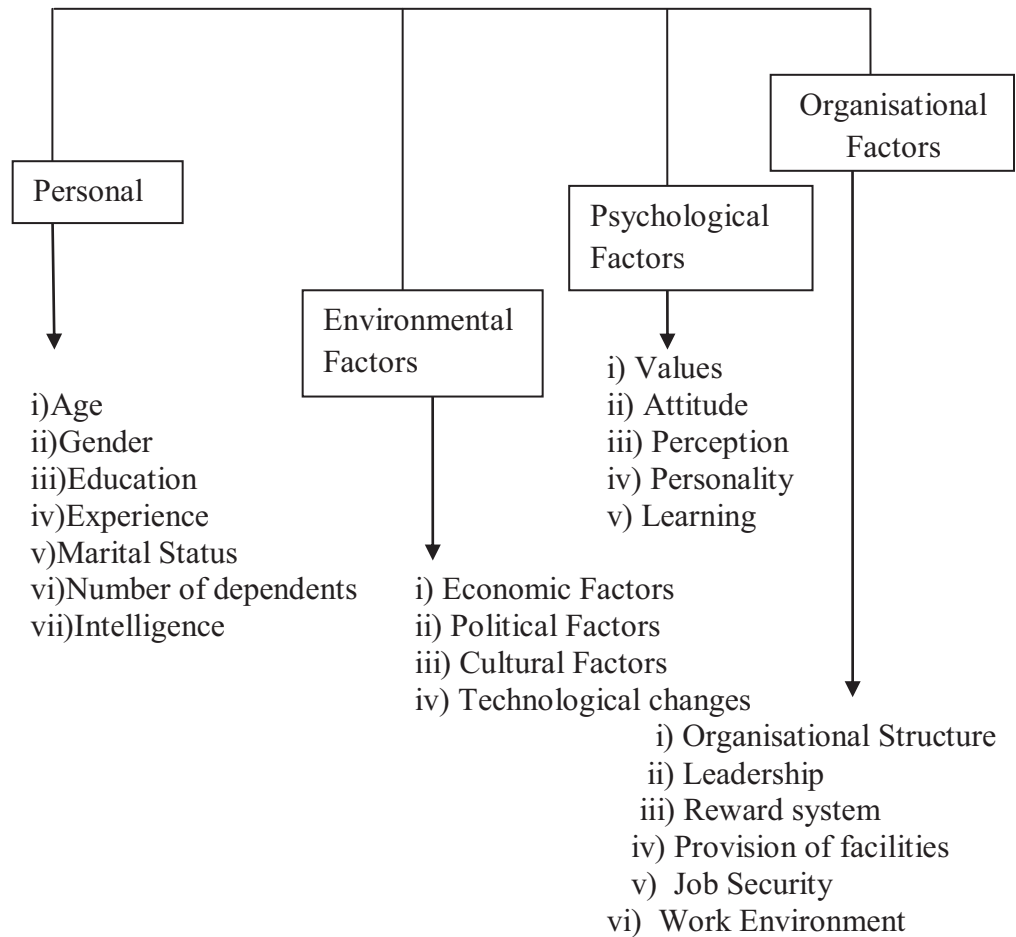 Personal
i)Age
ii)Gender
iii)Education
iv)Experience
v)Marital Status
vi)Number of dependents
vii)Intelligence
Environmental
Factors
i) Economic Factors
ii) Political Factors
iii) Cultural Factors
iv) Technological changes
Psychological
Factors
i) Values
ii) Attitude
iii) Perception
iv) Personality
v) Learning
Organisational
Factors
i) Organisational Structure
ii) Leadership
iii) Reward system
iv) Provision of facilities
v) Job Security
vi) Work Environment